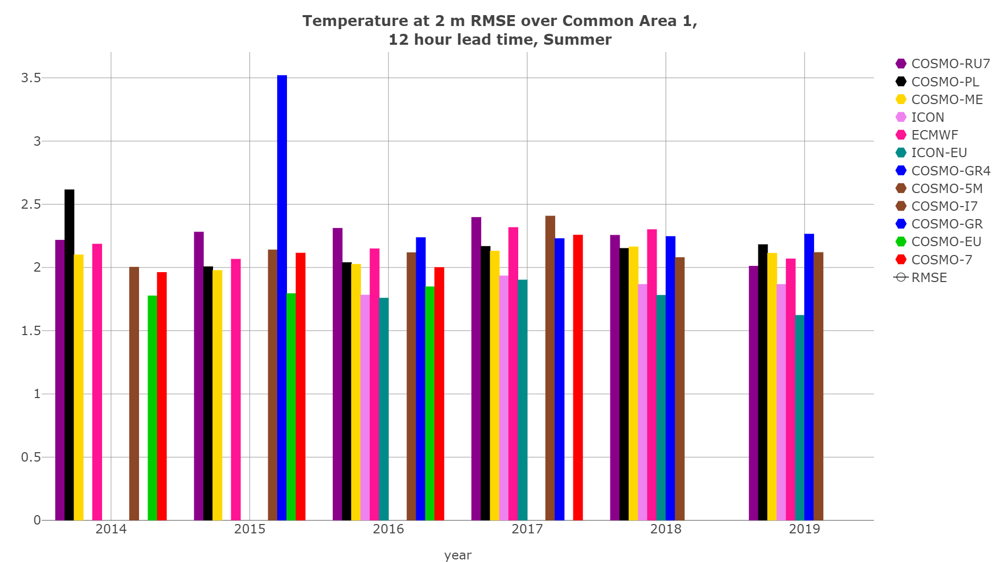 Temperature at 2 m RMSE over Common Area 1,
12 hour lead time, Summer
3.5
3
2.5
2
1.5
1
0.5
0
2014
2015
2016
2017
2018
2019
year
COSMO-RU7
COSMO-PL
COSMO-ME
ICON
ECMWF
ICON-EU
COSMO-GR4
COSMO-5M
COSMO-I7
COSMO-GR
COSMO-EU
COSMO-7
RMSE